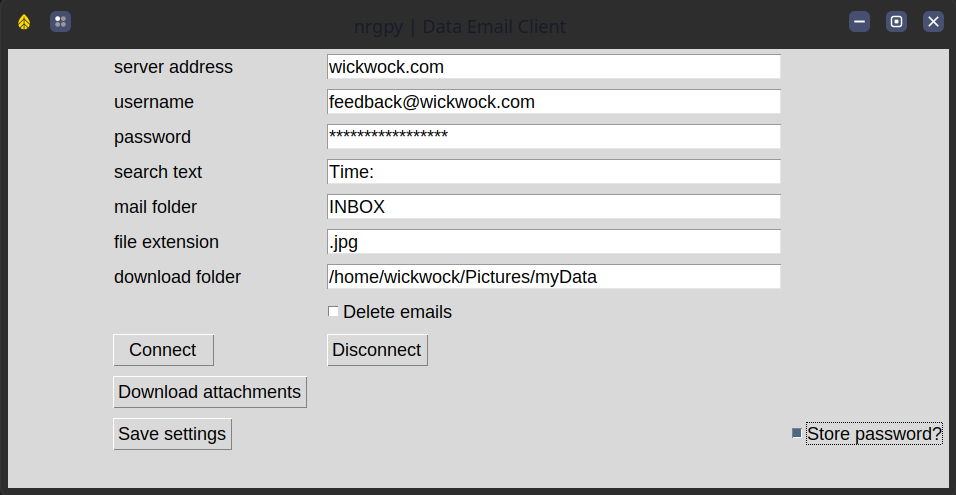 nrgpy | Data Email Client
server address wickwock.com
username feedback@wickwock.com
password *****************
search text Time:
mail folder INBOX
file extension .jpg
download folder /home/wickwock/Pictures/myData
Delete emails
Connect Disconnect
Download attachments
Save settings Store password?